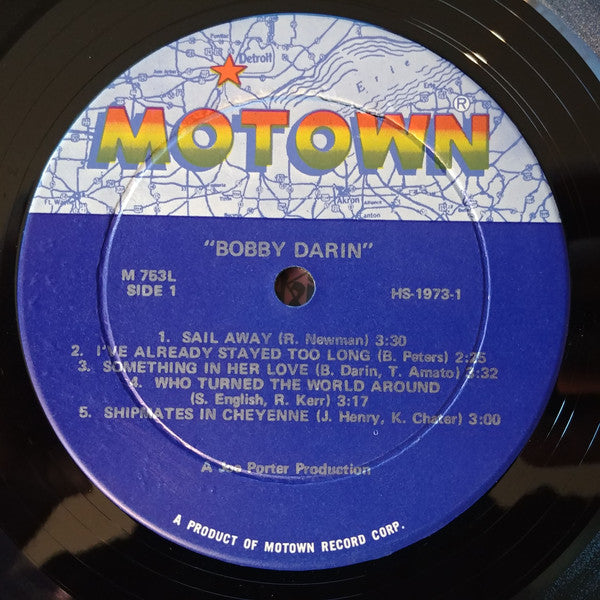 Detroit
Erie
MOTOWN®
Akron
Canton
Ft Wayne
"BOBBY DARIN"
M 753L
SIDE 1
HS-1973-1
1. SAIL AWAY (R. Newman) 3:30
2. I'VE ALREADY STAYED TOO LONG (B. Peters) 2:25
3. SOMETHING IN HER LOVE (B. Darin, T. Amato) 3:32
4. WHO TURNED THE WORLD AROUND
(S. English, R. Kerr) 3:17
5. SHIPMATES IN CHEYENNE (J. Henry, K. Chater) 3:00
A Joe Porter Production
A PRODUCT OF MOTOWN RECORD CORP.